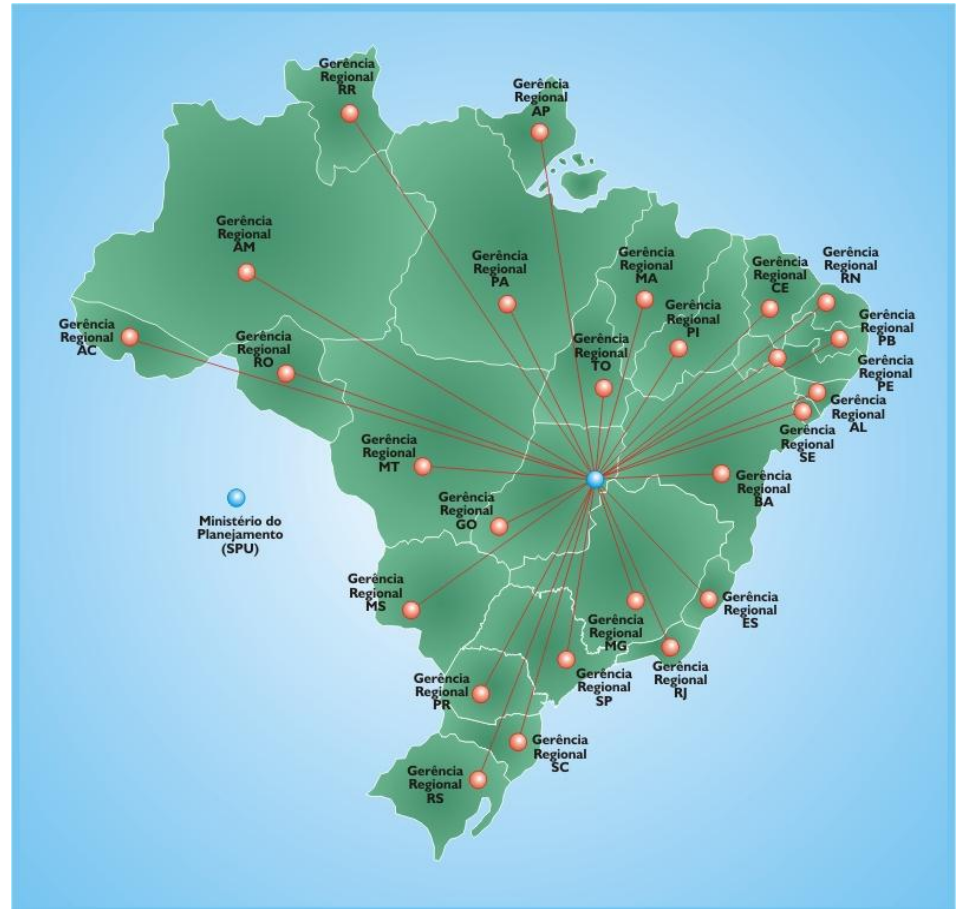 Gerência
Regional
RR
Gerência
Regional
AP
Gerência
Regional
AM
Gerência
Regional
PA
Gerência
Regional
MA
Gerência
Regional
CE
Gerência
Regional
RN
Gerência
Regional
PI
Gerência
Regional
PB
Gerência
Regional
AC
Gerência
Regional
RO
Gerência
Regional
TO
Gerência
Regional
PE
Gerência
Regional
AL
Gerência
Regional
SE
Gerência
Regional
MT
Gerência
Regional
BA
Gerência
Regional
GO
Ministério do
Planejamento
(SPU)
Gerência
Regional
MS
Gerência
Regional
ES
Gerência
Regional
MG
Gerência
Regional
RJ
Gerência
Regional
SP
Gerência
Regional
PR
Gerência
Regional
SC
Gerência
Regional
RS